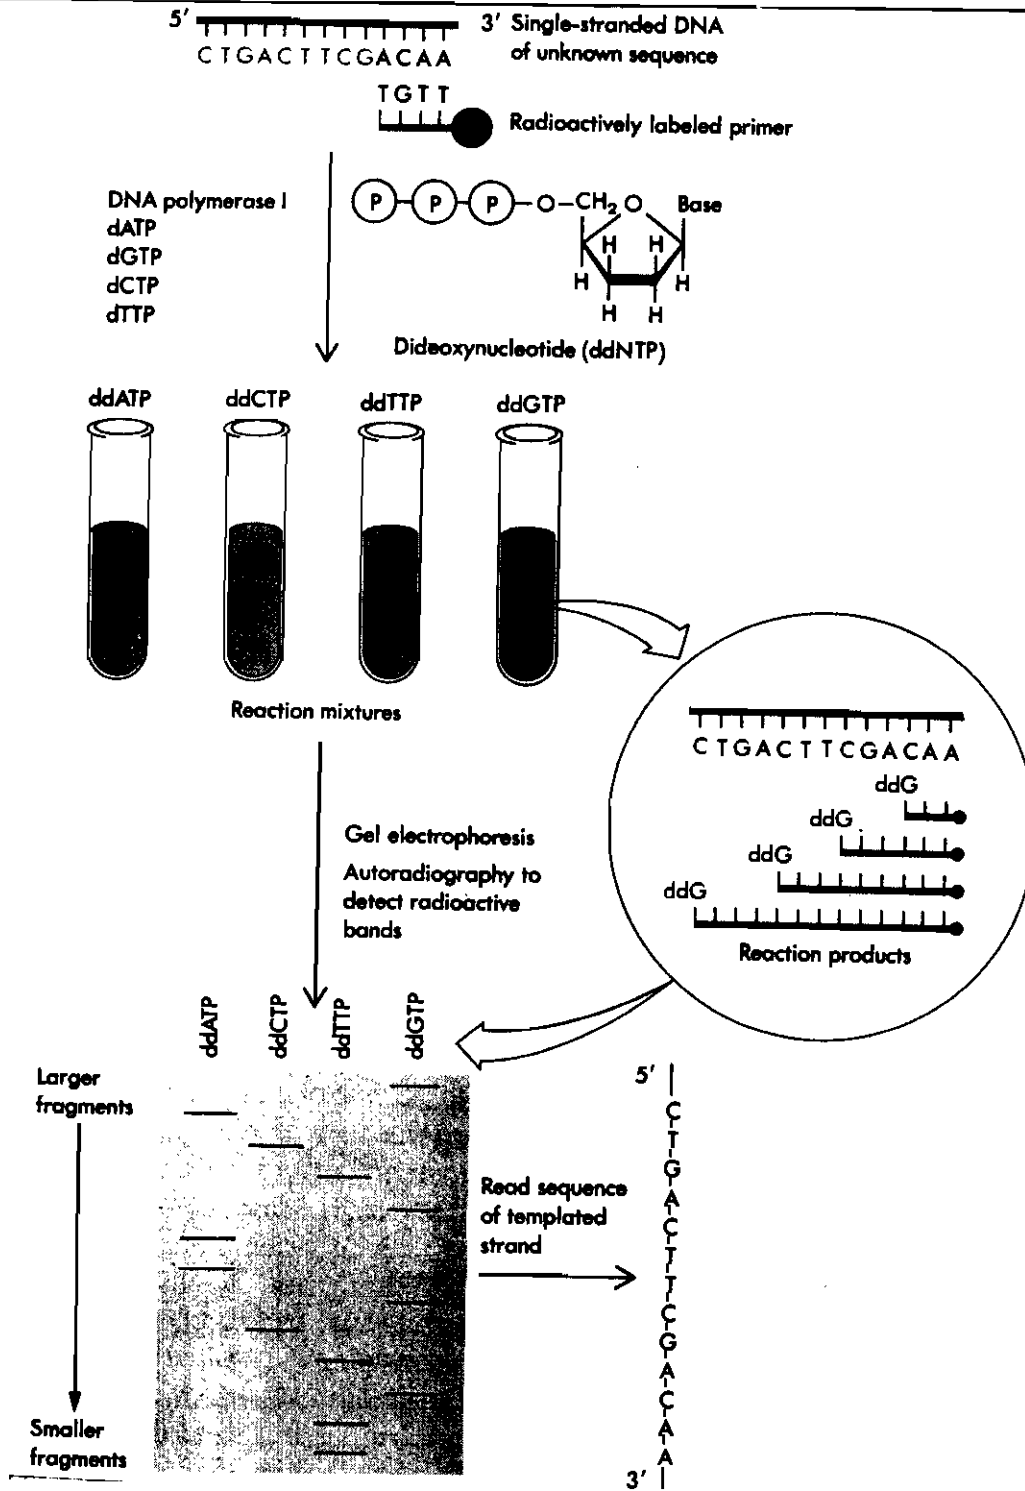 5′
3′ Single-stranded DNA
of unknown sequence
C T G A C T T C G A C A A
T G T T
Radioactively labeled primer
DNA polymerase I
dATP
dGTP
dCTP
dTTP
P P P O CH₂ O Base
H H
H H
H H
Dideoxynucleotide (ddNTP)
ddATP ddCTP ddTTP ddGTP
Reaction mixtures
C T G A C T T C G A C A A
ddG
ddG
ddG
ddG
Reaction products
Gel electrophoresis
Autoradiography to
detect radioactive
bands
ddATP ddCTP ddTTP ddGTP
Larger
fragments
Smaller
fragments
Read sequence
of templated
strand
5′
C
T
G
A
C
T
T
C
G
A
C
A
A
3′